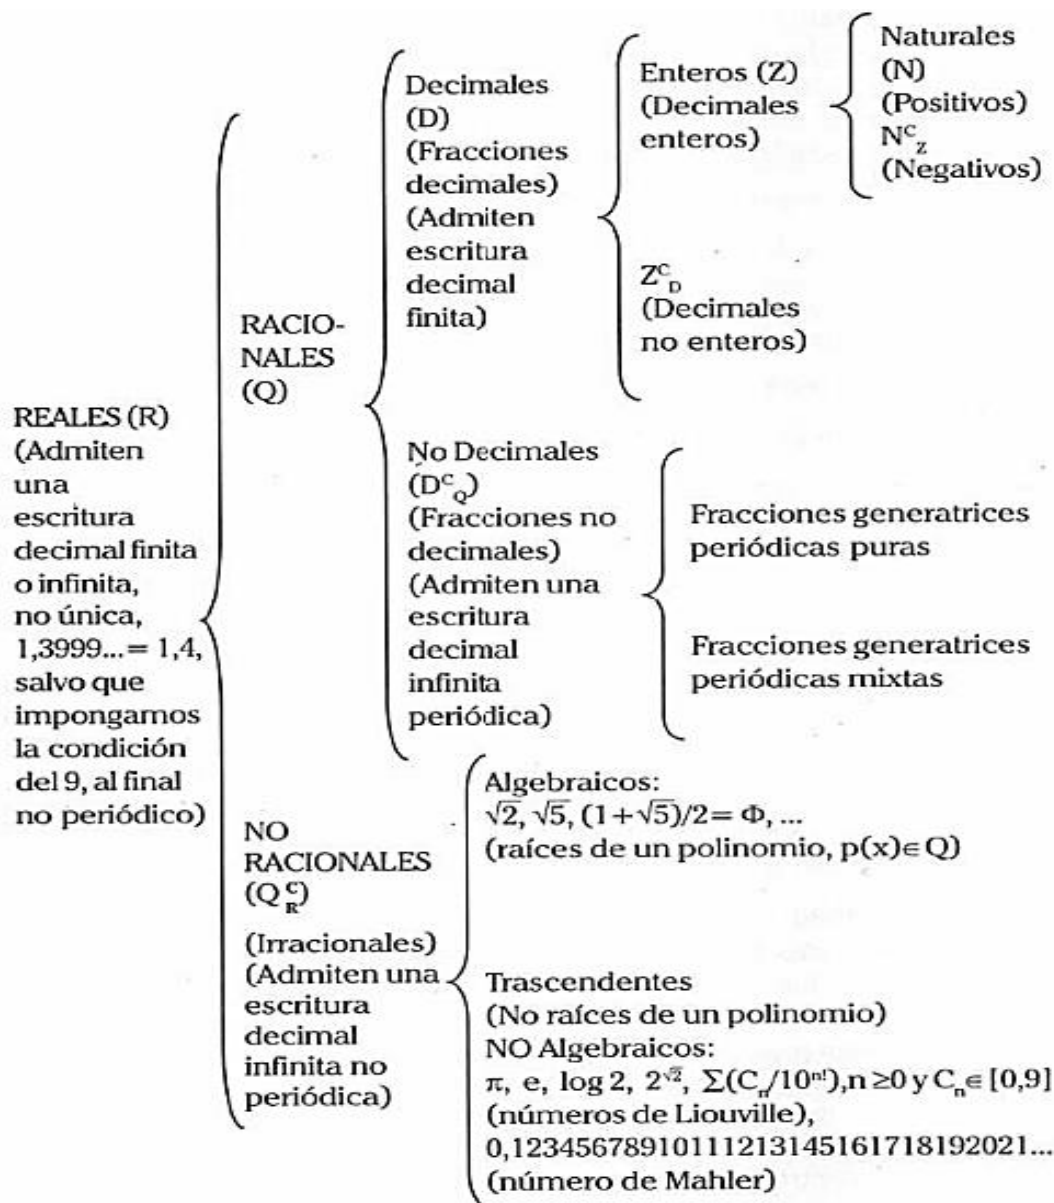 REALES (R)
(Admiten
una
escritura
decimal finita
o infinita,
no única,
1,3999...= 1,4,
salvo que
impongamos
la condición
del 9, al final
no periódico)
RACIO-
NALES
(Q)
Decimales
(D)
(Fracciones
decimales)
(Admiten
escritura
decimal
finita)
Enteros (Z)
(Decimales
enteros)
Naturales
(N)
(Positivos)
N^C_Z
(Negativos)
Z^C_D
(Decimales
no enteros)
No Decimales
(D^C_Q)
(Fracciones no
decimales)
(Admiten una
escritura
decimal
infinita
periódica)
Fracciones generatrices
periódicas puras
Fracciones generatrices
periódicas mixtas
NO
RACIONALES
(Q^C_R)
(Irracionales)
(Admiten una
escritura
decimal
infinita no
periódica)
Algebraicos:
√2, √5, (1+√5)/2= Φ, ...
(raíces de un polinomio, p(x)∈Q)
Trascendentes
(No raíces de un polinomio)
NO Algebraicos:
π, e, log 2, 2^√2, Σ(C_n/10^n!),n ≥0 y C_n∈ [0,9]
(números de Liouville),
0,12345678910111213145161718192021...
(número de Mahler)